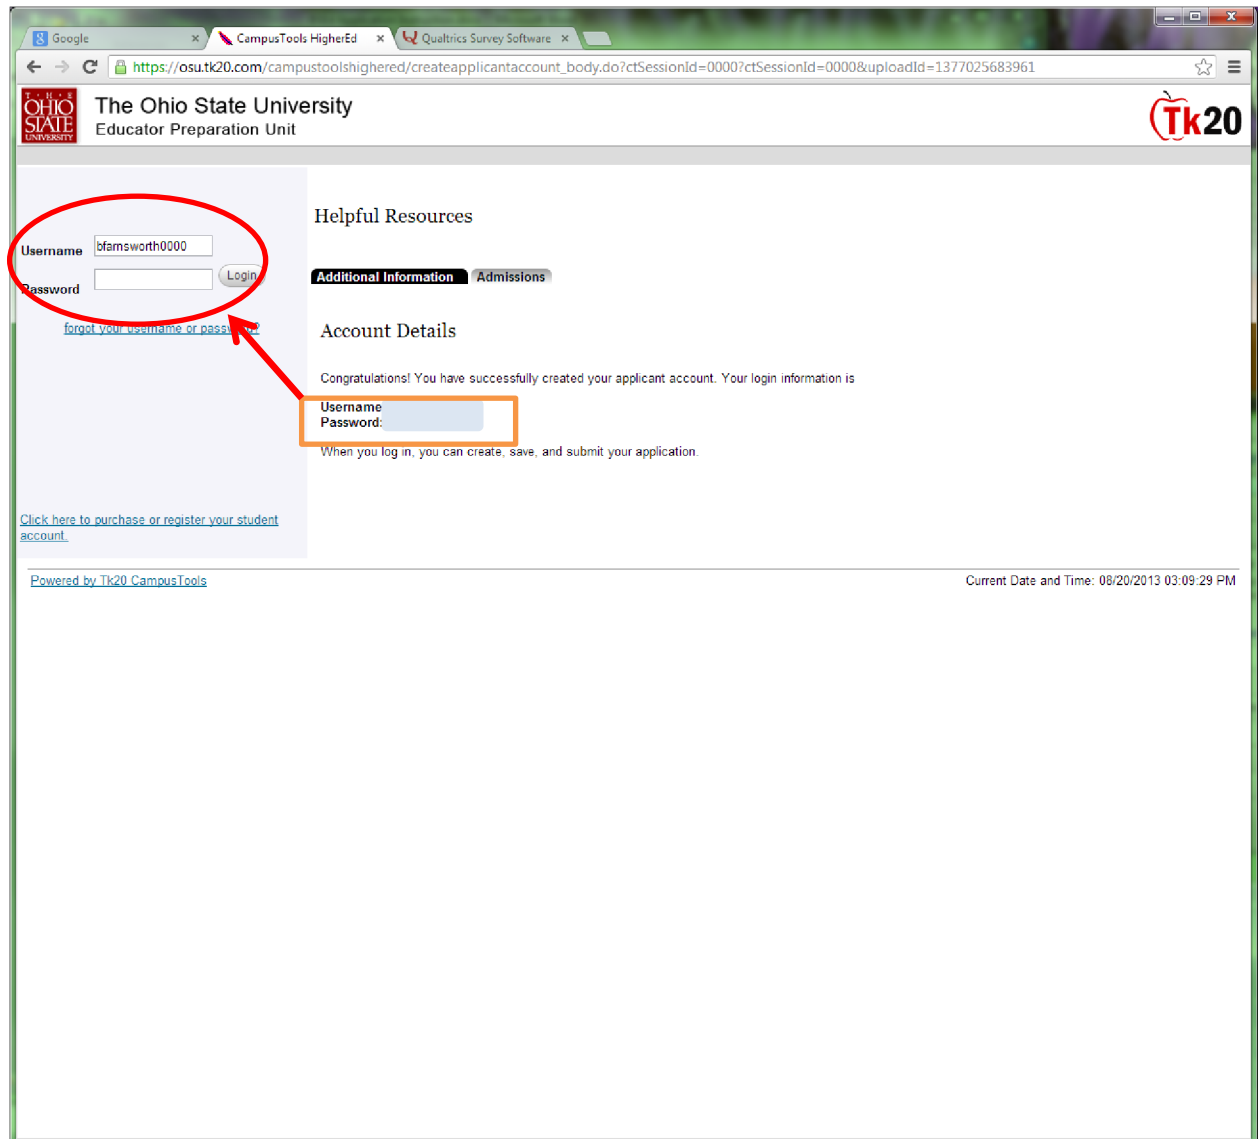 Google
CampusTools HigherEd
Qualtrics Survey Software
https://osu.tk20.com/campustoolshighered/createapplicantaccount_body.do?ctSessionId=0000?ctSessionId=0000&uploadId=1377025683961
T · H · E
OHIO
STATE
UNIVERSITY
The Ohio State University
Educator Preparation Unit
Tk20
Username bfarnsworth0000
Password
Login
forgot your username or password?
Click here to purchase or register your student
account.
Helpful Resources
Additional Information Admissions
Account Details
Congratulations! You have successfully created your applicant account. Your login information is
Username
Password:
When you log in, you can create, save, and submit your application.
Powered by Tk20 CampusTools
Current Date and Time: 08/20/2013 03:09:29 PM